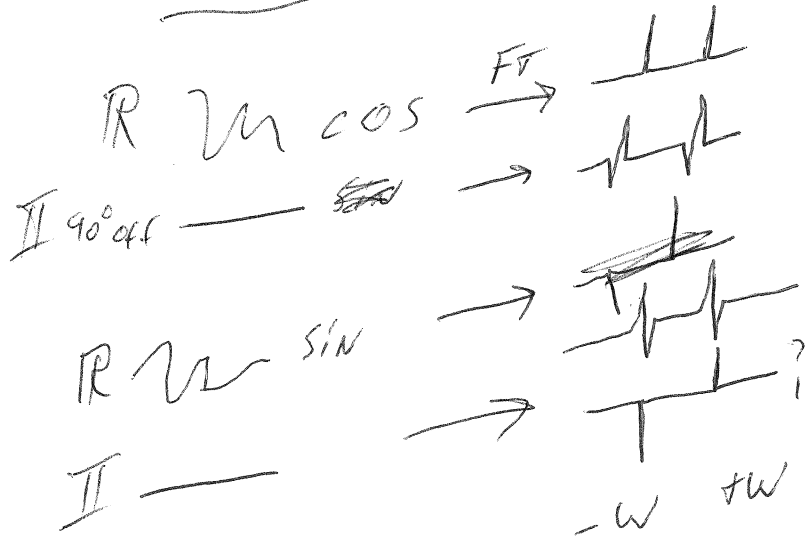 FT
ℝ cos
𝕀 90° off
ℝ sin
?
𝕀
-w +w